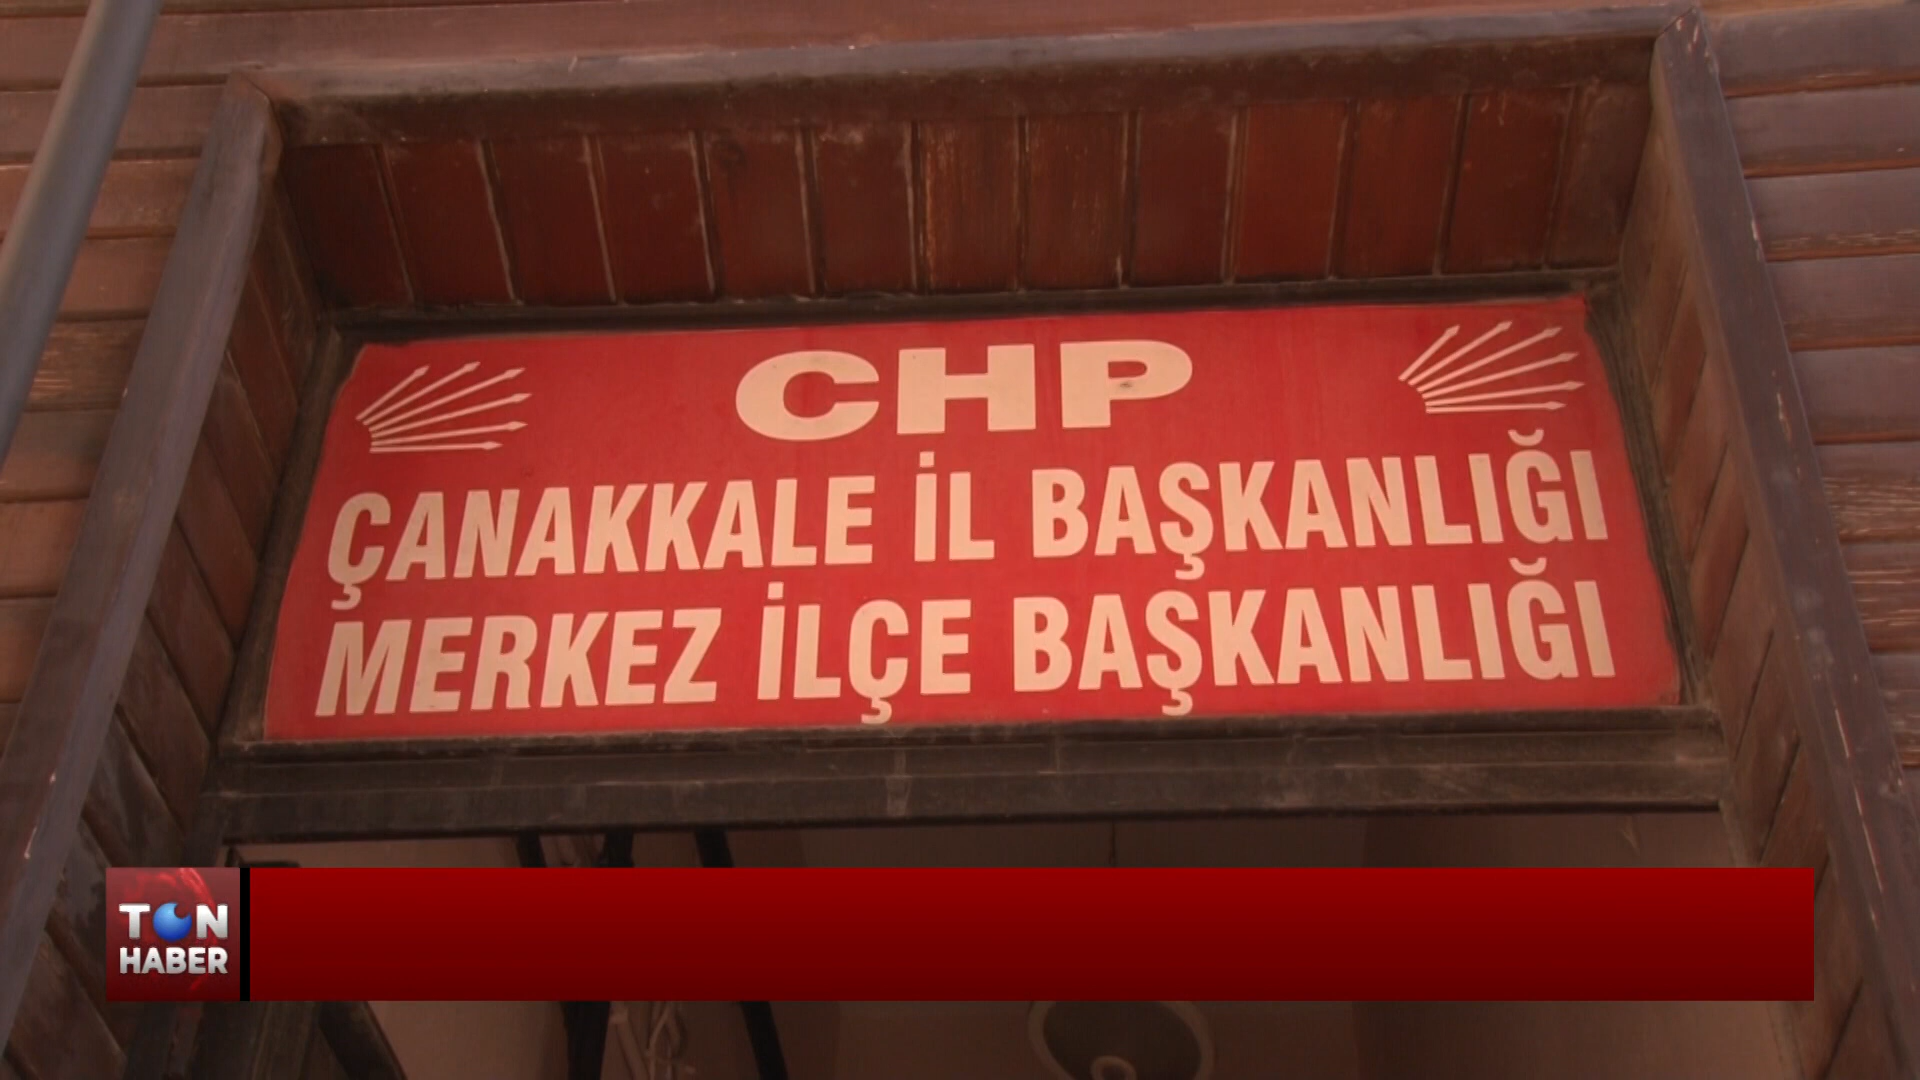 CHP
ÇANAKKALE İL BAŞKANLIĞI
MERKEZ İLÇE BAŞKANLIĞI
TON
HABER